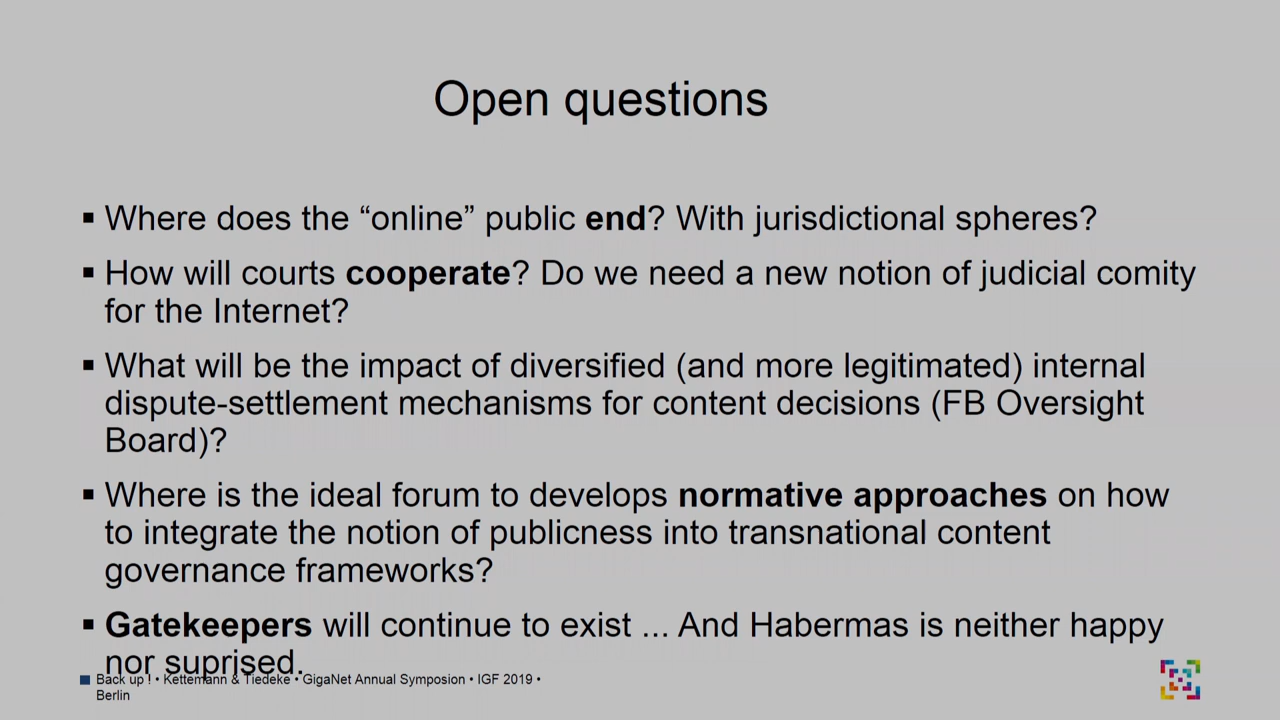 Open questions
▪ Where does the “online” public end? With jurisdictional spheres?
▪ How will courts cooperate? Do we need a new notion of judicial comity
for the Internet?
▪ What will be the impact of diversified (and more legitimated) internal
dispute-settlement mechanisms for content decisions (FB Oversight
Board)?
▪ Where is the ideal forum to develops normative approaches on how
to integrate the notion of publicness into transnational content
governance frameworks?
▪ Gatekeepers will continue to exist ... And Habermas is neither happy
nor suprised.
Back up ! • Kettemann & Tiedeke • GigaNet Annual Symposion • IGF 2019 •
Berlin